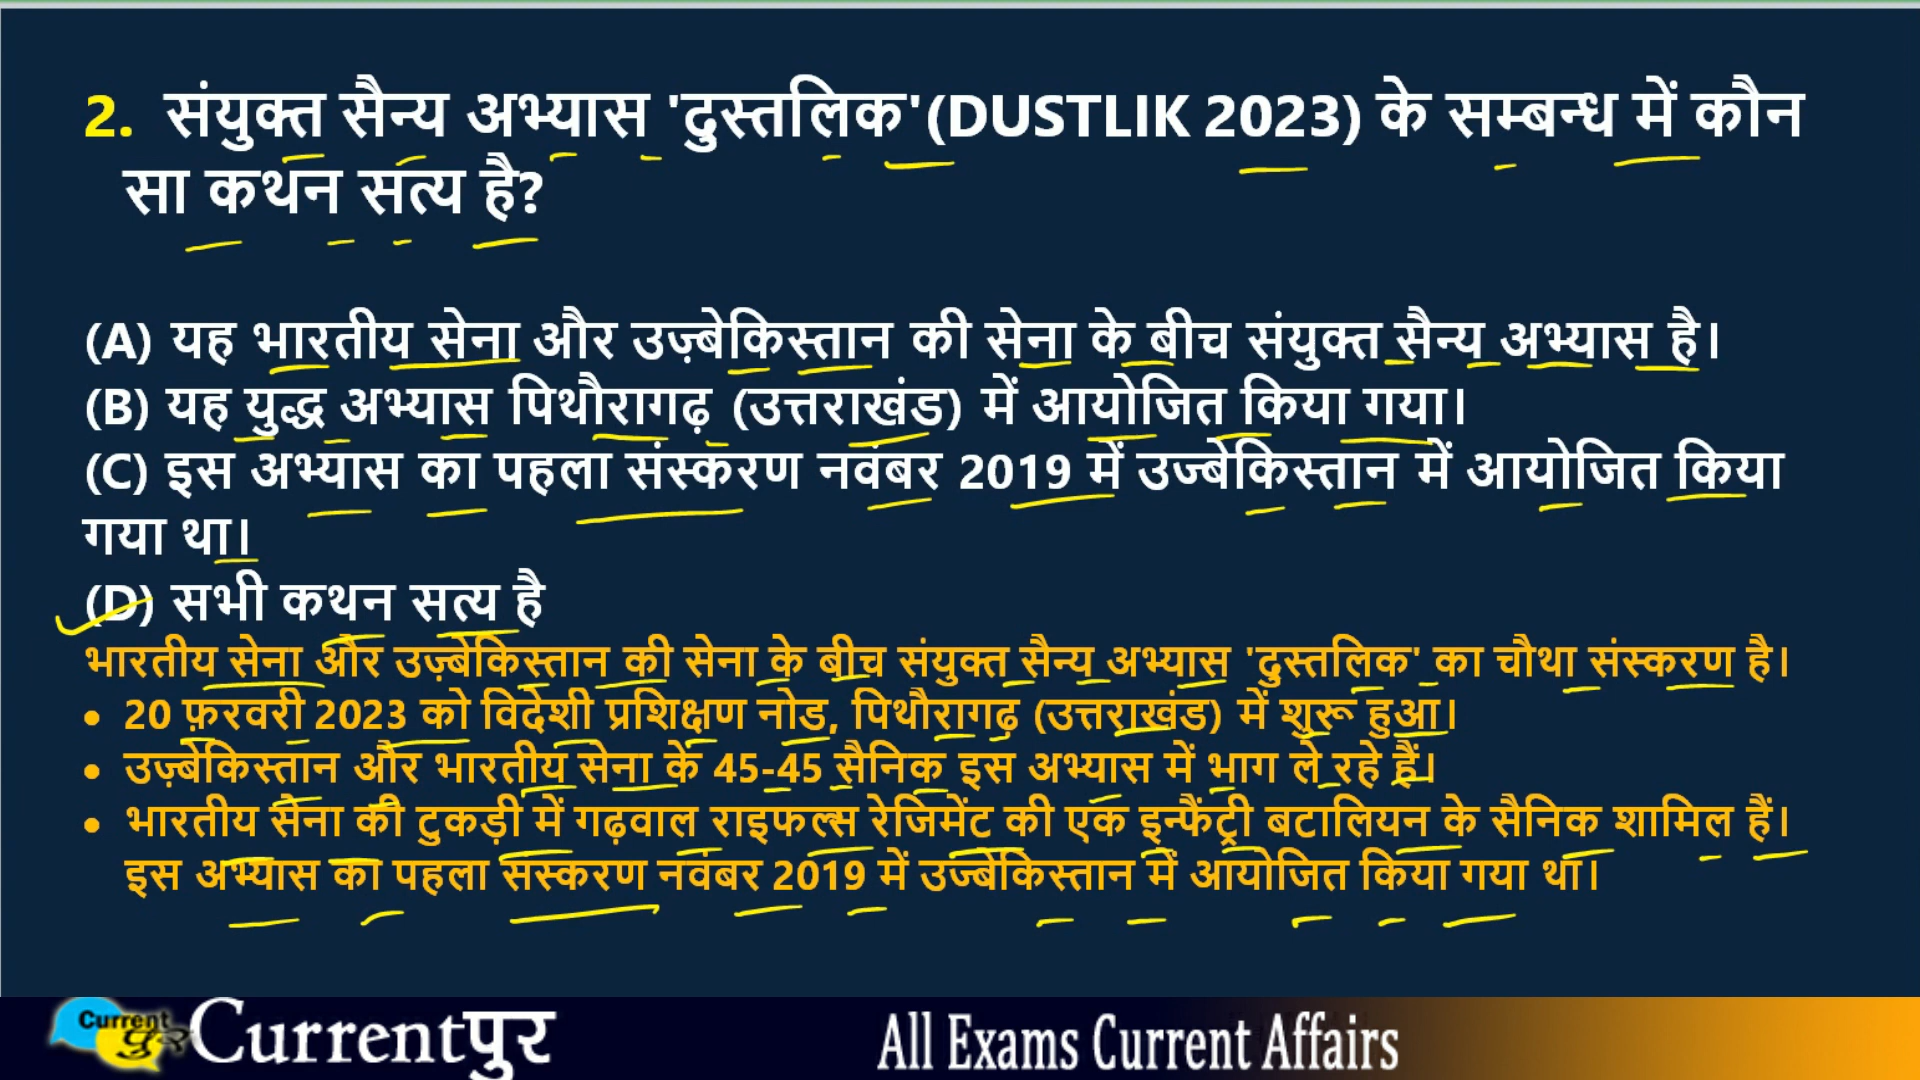 2. संयुक्त सैन्य अभ्यास 'दुस्तलिक'(DUSTLIK 2023) के सम्बन्ध में कौन
सा कथन सत्य है?
(A) यह भारतीय सेना और उज़्बेकिस्तान की सेना के बीच संयुक्त सैन्य अभ्यास है।
(B) यह युद्ध अभ्यास पिथौरागढ़ (उत्तराखंड) में आयोजित किया गया।
(C) इस अभ्यास का पहला संस्करण नवंबर 2019 में उज्बेकिस्तान में आयोजित किया
गया था।
(D) सभी कथन सत्य है
भारतीय सेना और उज़्बेकिस्तान की सेना के बीच संयुक्त सैन्य अभ्यास 'दुस्तलिक' का चौथा संस्करण है।
• 20 फ़रवरी 2023 को विदेशी प्रशिक्षण नोड, पिथौरागढ़ (उत्तराखंड) में शुरू हुआ।
• उज़्बेकिस्तान और भारतीय सेना के 45-45 सैनिक इस अभ्यास में भाग ले रहे हैं।
• भारतीय सेना की टुकड़ी में गढ़वाल राइफल्स रेजिमेंट की एक इन्फैंट्री बटालियन के सैनिक शामिल हैं।
इस अभ्यास का पहला संस्करण नवंबर 2019 में उज्बेकिस्तान में आयोजित किया गया था।
Current पुर Currentपुर All Exams Current Affairs